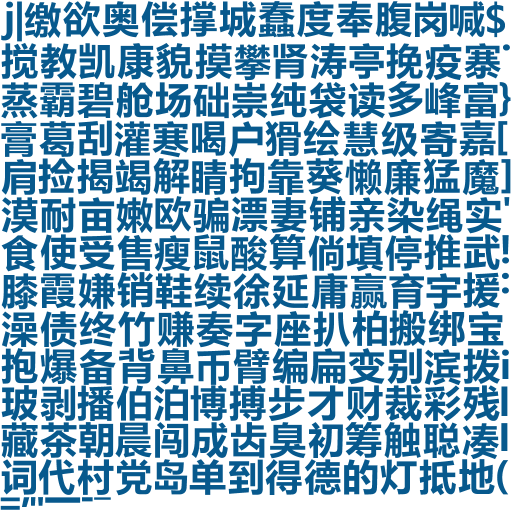 j|缴欲奥偿撑城蠢度奉腹岗喊$
搅教凯康貌摸攀肾涛亭挽疫寨
蒸霸碧舱场础崇纯袋读多峰富}
膏葛刮灌寒喝户猾绘慧级寄嘉[
肩捡揭竭解睛拘靠葵懒廉猛魔]
漠耐亩嫩欧骗漂妻铺亲染绳实'
食使受售瘦鼠酸算倘填停推武!
膝霞嫌销鞋续徐延庸赢育宇援:
澡债终竹赚奏字座扒柏搬绑宝
抱爆备背鼻币臂编扁变别滨拨i
玻剥播伯泊博搏步才财裁彩残l
藏茶朝晨闯成齿臭初筹触聪凑I
词代村党岛单到得德的灯抵地(